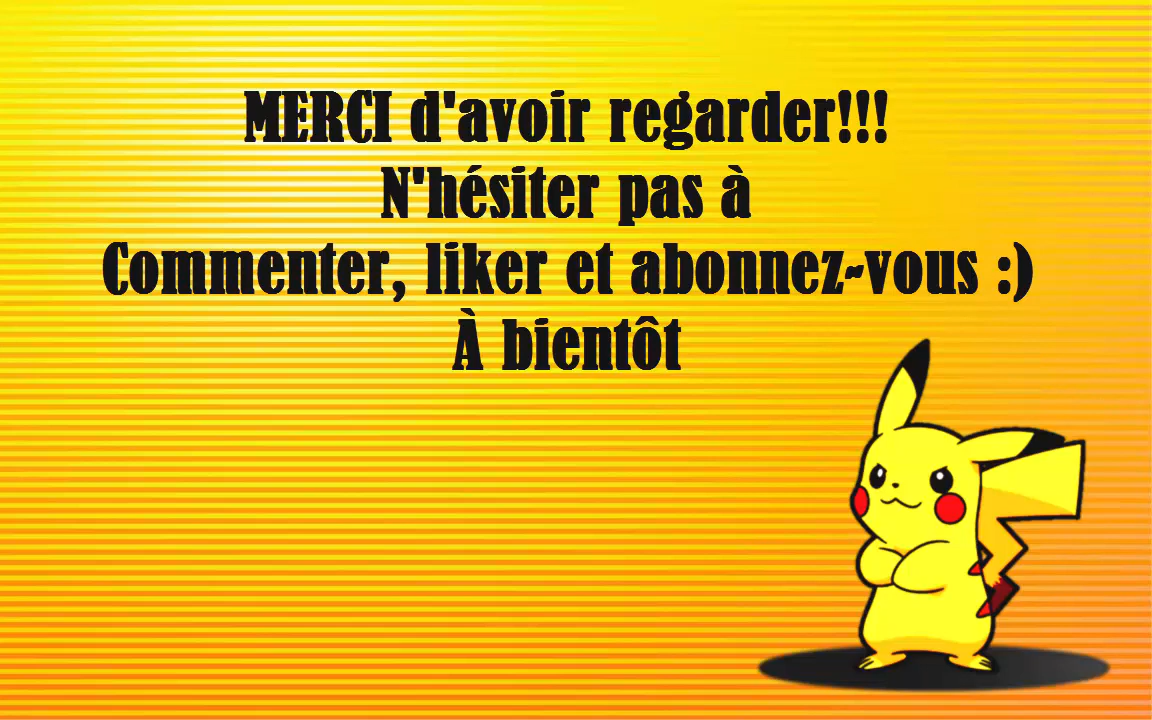 MERCI d'avoir regarder!!!
N'hésiter pas à
Commenter, liker et abonnez-vous :)
À bientôt